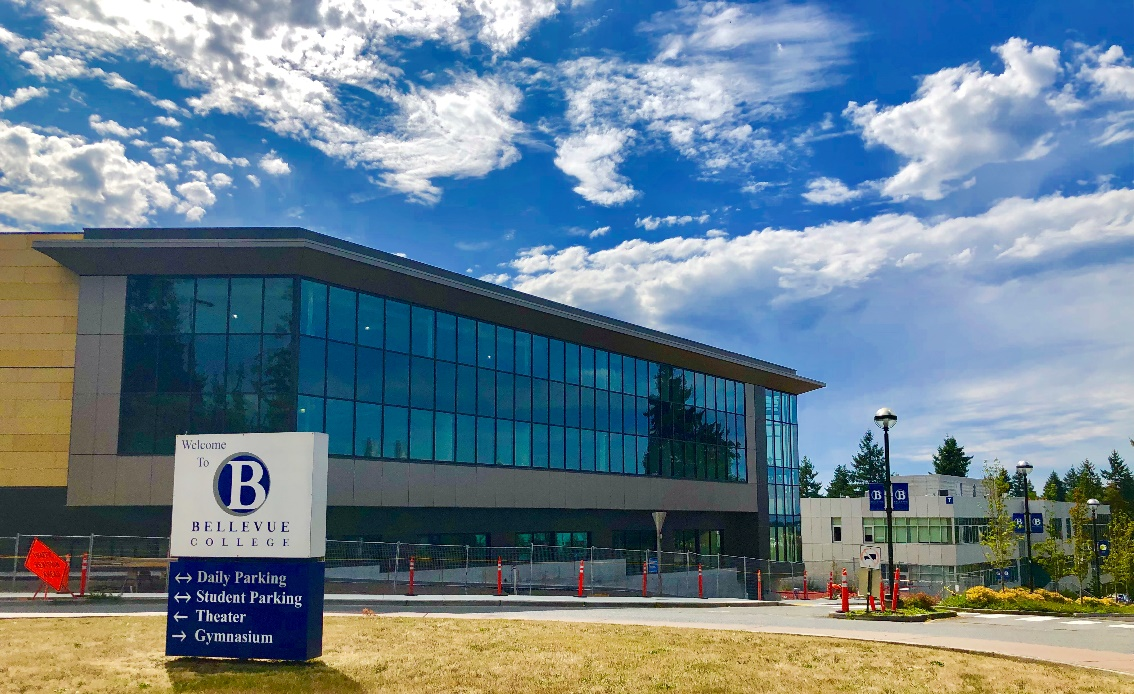 Welcome
To
B
BELLEVUE
COLLEGE
↔ Daily Parking
↔ Student Parking
← Theater
→ Gymnasium
B
B
T
B
B